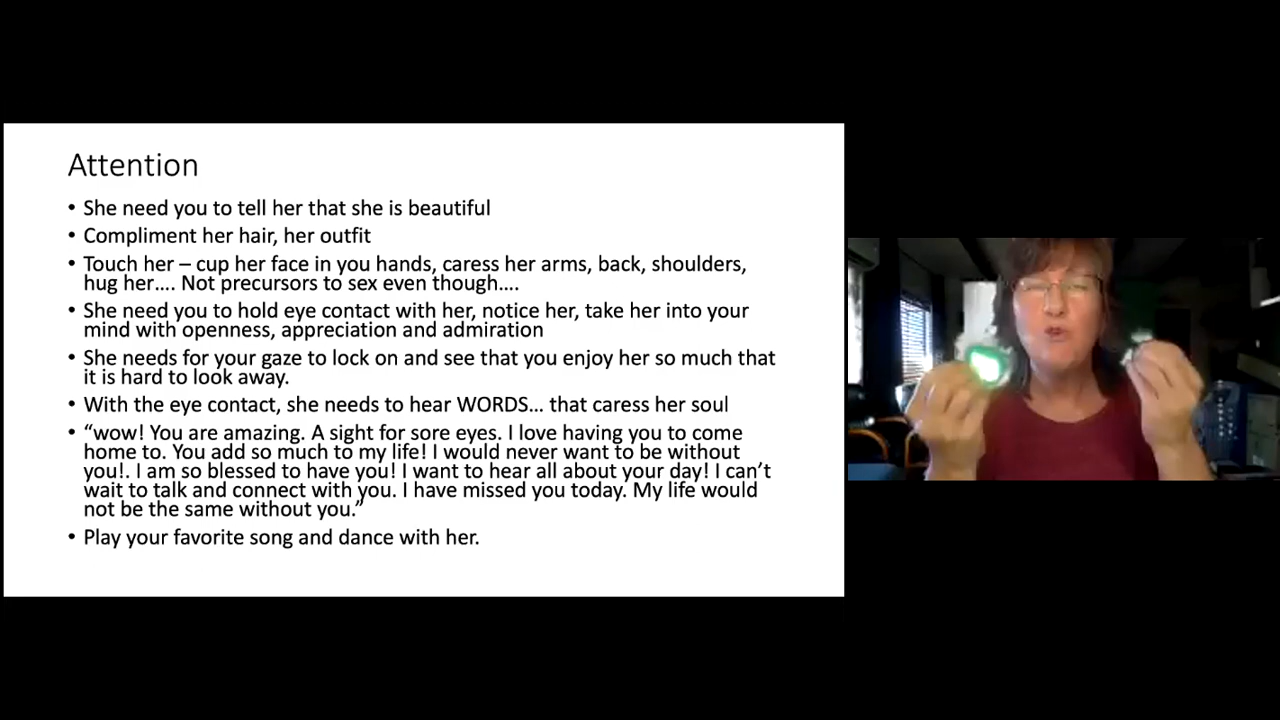 Attention
• She need you to tell her that she is beautiful
• Compliment her hair, her outfit
• Touch her – cup her face in you hands, caress her arms, back, shoulders,
hug her…. Not precursors to sex even though….
• She need you to hold eye contact with her, notice her, take her into your
mind with openness, appreciation and admiration
• She needs for your gaze to lock on and see that you enjoy her so much that
it is hard to look away.
• With the eye contact, she needs to hear WORDS… that caress her soul
• “wow! You are amazing. A sight for sore eyes. I love having you to come
home to. You add so much to my life! I would never want to be without
you!. I am so blessed to have you! I want to hear all about your day! I can’t
wait to talk and connect with you. I have missed you today. My life would
not be the same without you.”
• Play your favorite song and dance with her.